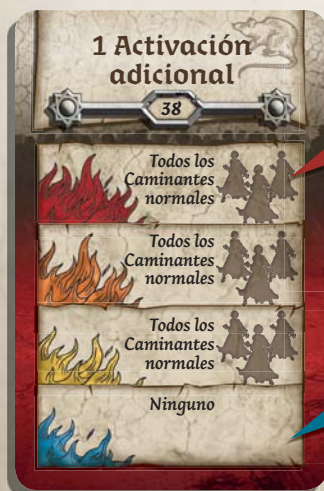 1 Activación
adicional
38
Todos los
Caminantes
normales
Todos los
Caminantes
normales
Todos los
Caminantes
normales
Ninguno